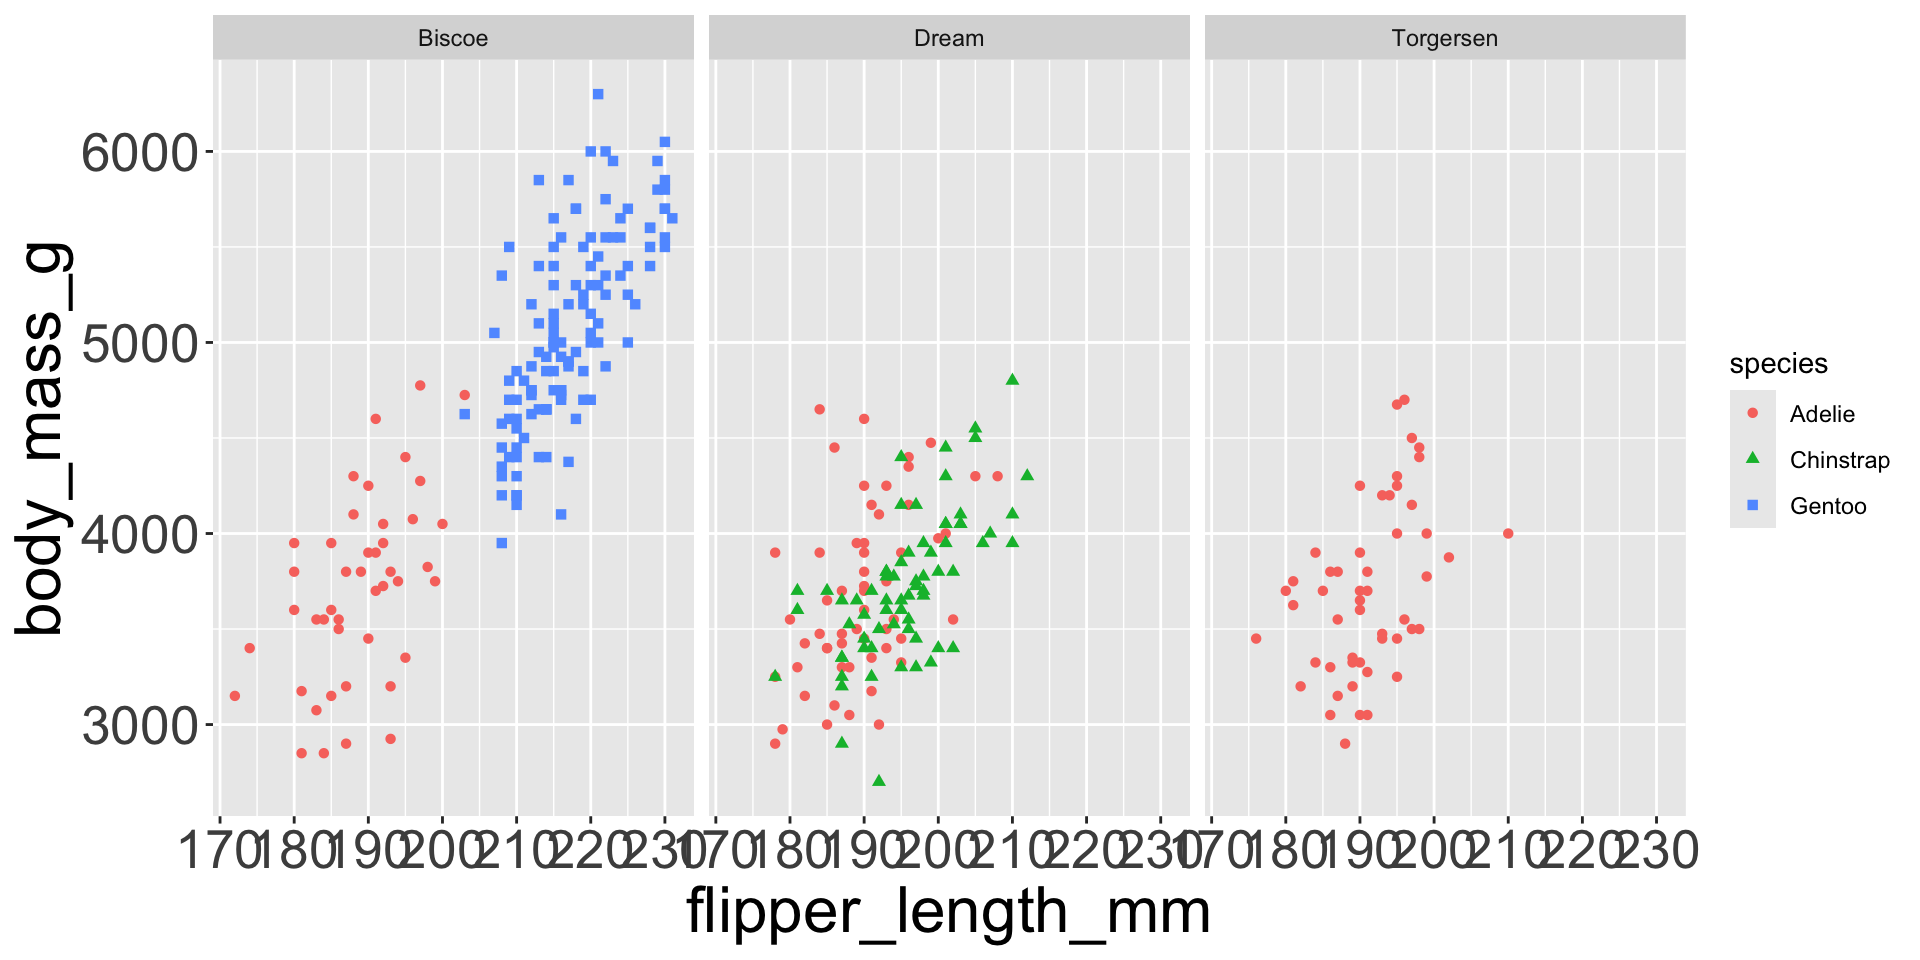 Biscoe Dream Torgersen
6000
5000
4000
3000
170 180 190 200 210 220 230 170 180 190 200 210 220 230 170 180 190 200 210 220 230
flipper_length_mm
body_mass_g
species
Adelie
Chinstrap
Gentoo